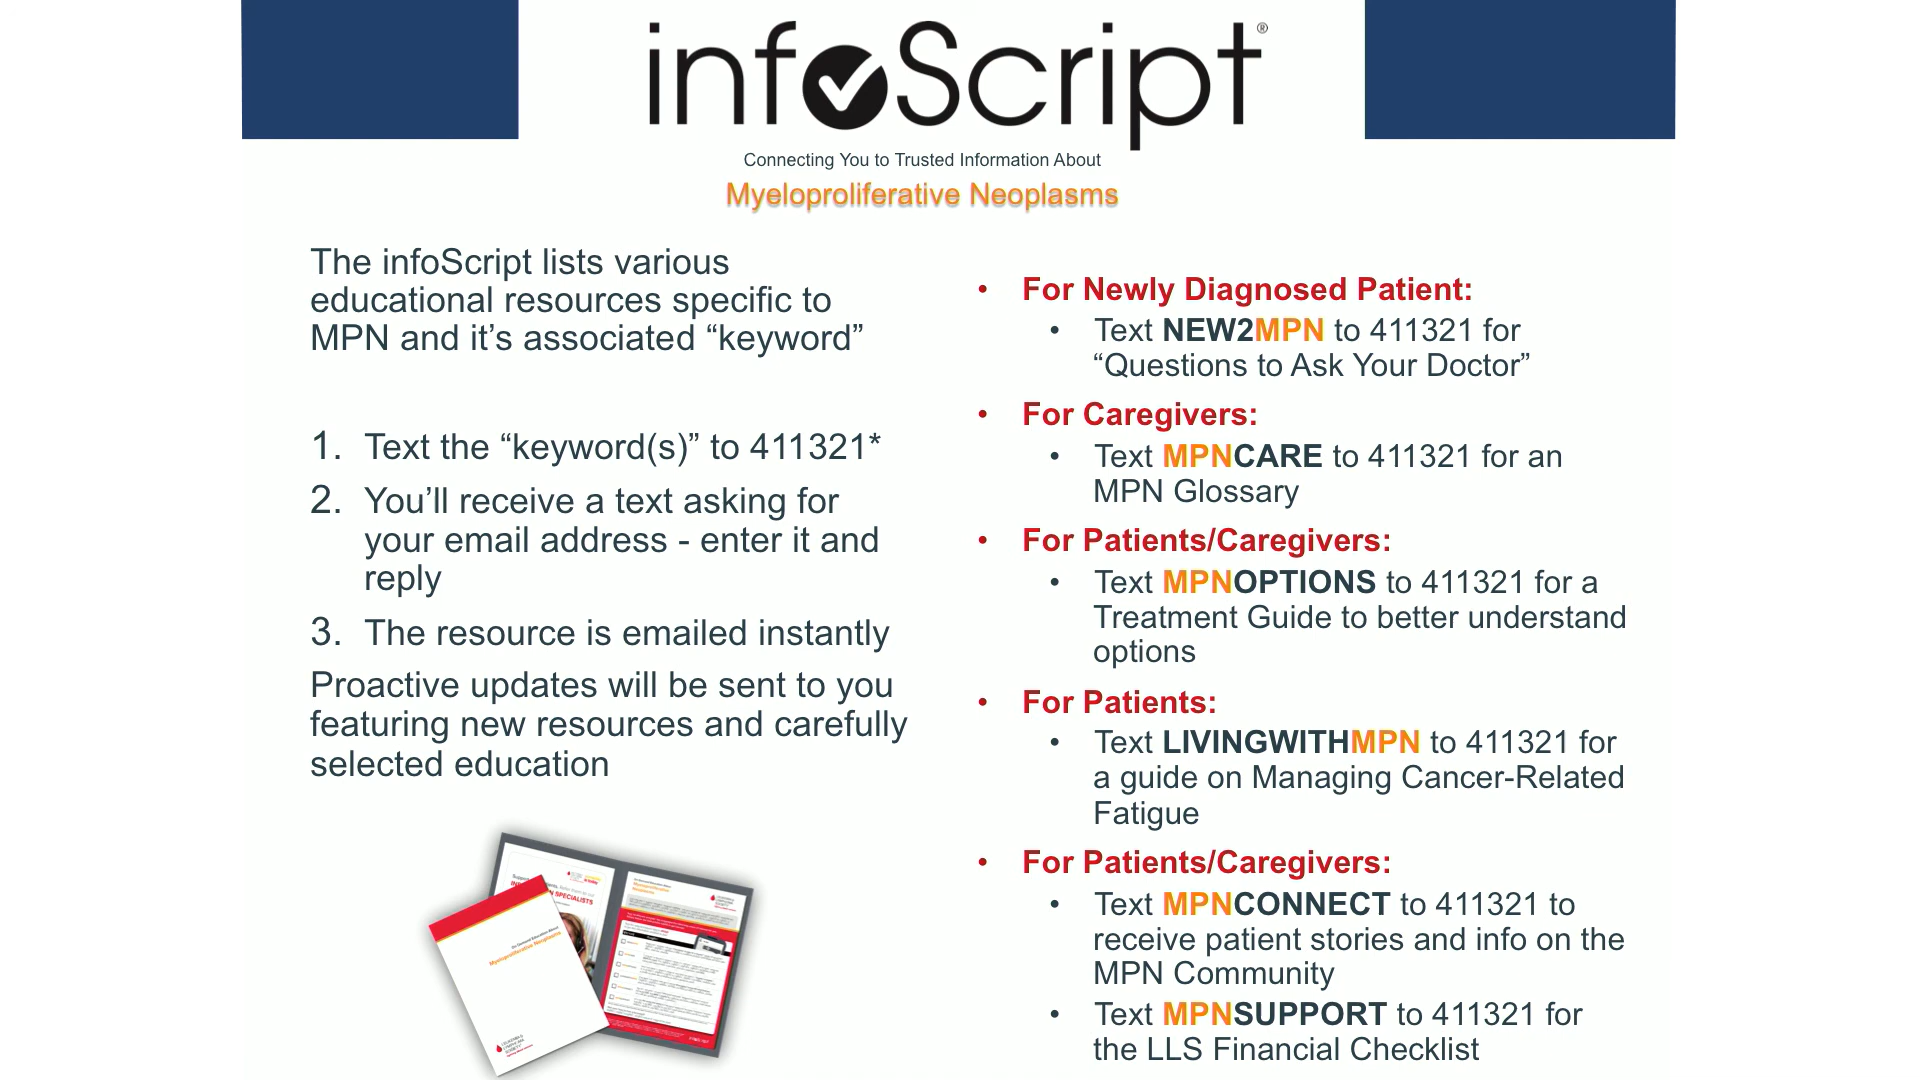 infoScript®
Connecting You to Trusted Information About
Myeloproliferative Neoplasms
The infoScript lists various
educational resources specific to
MPN and it’s associated “keyword”
1. Text the “keyword(s)” to 411321*
2. You’ll receive a text asking for
your email address - enter it and
reply
3. The resource is emailed instantly
Proactive updates will be sent to you
featuring new resources and carefully
selected education
• For Newly Diagnosed Patient:
• Text NEW2MPN to 411321 for
“Questions to Ask Your Doctor”
• For Caregivers:
• Text MPNCARE to 411321 for an
MPN Glossary
• For Patients/Caregivers:
• Text MPNOPTIONS to 411321 for a
Treatment Guide to better understand
options
• For Patients:
• Text LIVINGWITHMPN to 411321 for
a guide on Managing Cancer-Related
Fatigue
• For Patients/Caregivers:
• Text MPNCONNECT to 411321 to
receive patient stories and info on the
MPN Community
• Text MPNSUPPORT to 411321 for
the LLS Financial Checklist
Myeloproliferative Neoplasms
SPECIALISTS